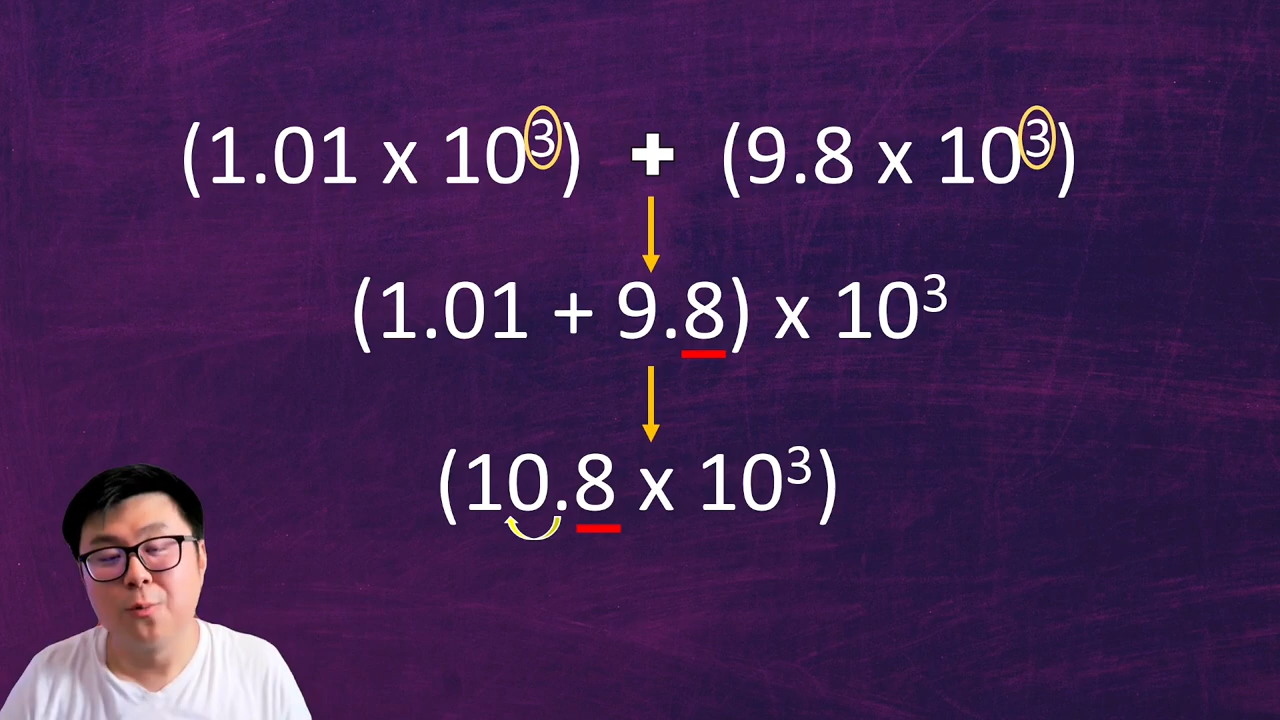 (1.01 x 10³) + (9.8 x 10³)
(1.01 + 9.8) x 10³
(10.8 x 10³)